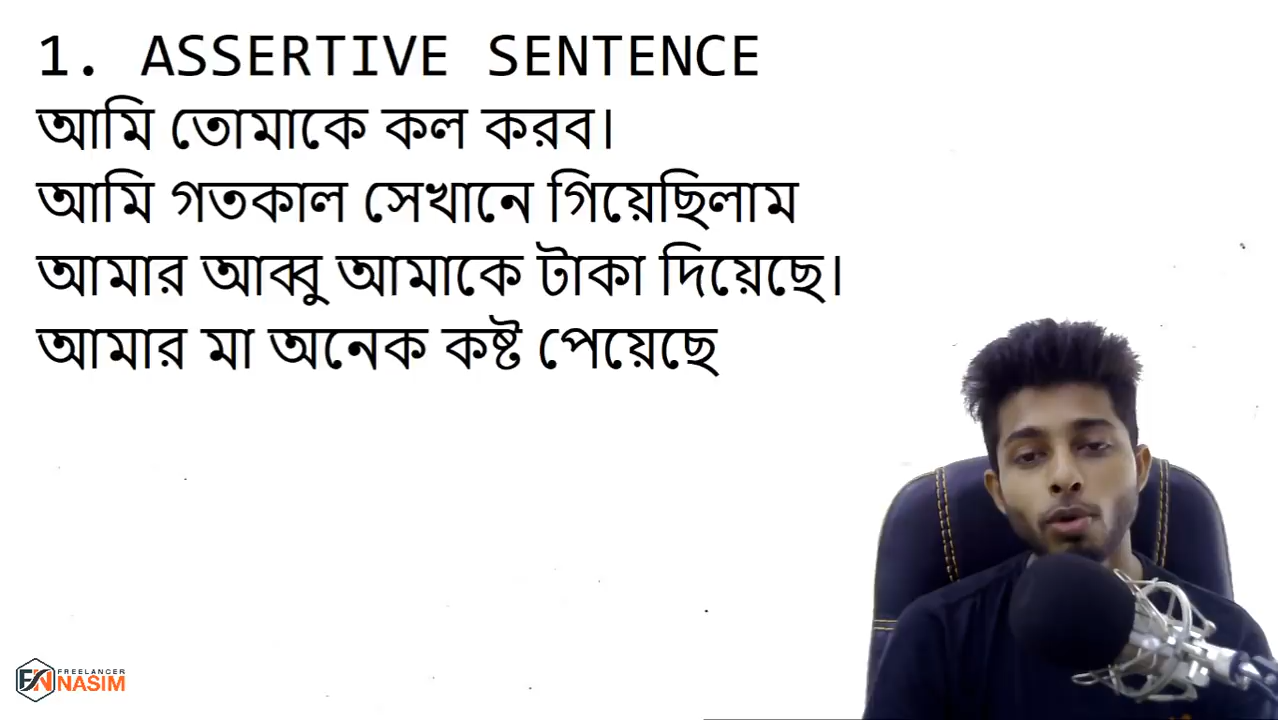 1. ASSERTIVE SENTENCE
আমি তোমাকে কল করব।
আমি গতকাল সেখানে গিয়েছিলাম
আমার আব্বু আমাকে টাকা দিয়েছে।
আমার মা অনেক কষ্ট পেয়েছে
FREELANCER
NASIM